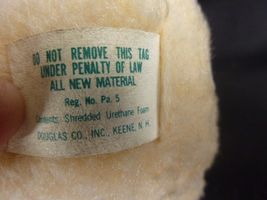 DO NOT REMOVE THIS TAG
UNDER PENALTY OF LAW
ALL NEW MATERIAL
Reg. No. Pa. 5
Contents: Shredded Urethane Foam
DOUGLAS CO., INC., KEENE, N. H.